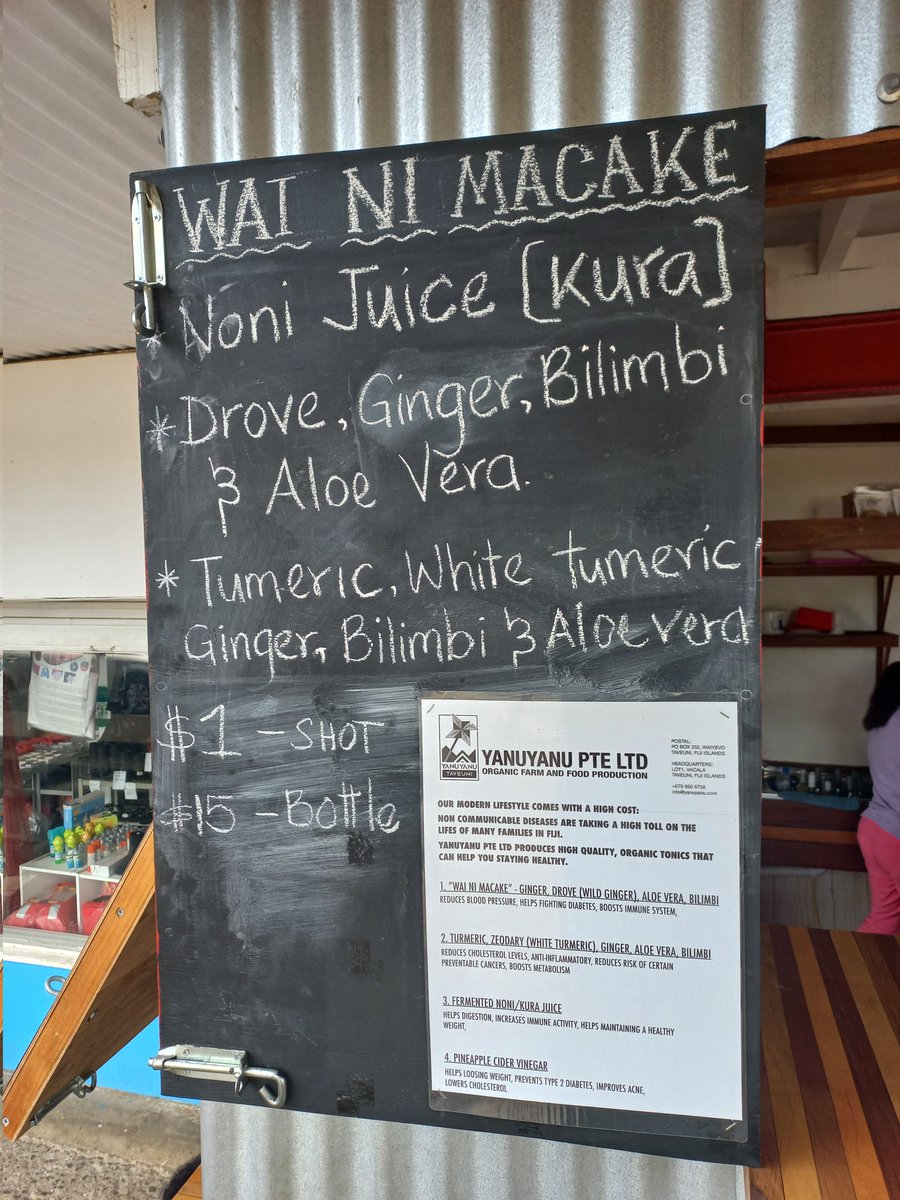 WAI NI MACAKE
* Noni Juice [Kura]
* Drove, Ginger, Bilimbi
& Aloe Vera.
* Tumeric, White tumeric
Ginger, Bilimbi & Aloe vera
$1 - SHOT
$15 - Bottle
YANUYANU
TAVEUNI
YANUYANU PTE LTD
ORGANIC FARM AND FOOD PRODUCTION
POSTAL:
PO BOX 352, WAIYEVO
TAVEUNI, FIJI ISLANDS
HEADQUARTERS:
LOT1, VACALA
TAVEUNI, FIJI ISLANDS
+679 866 6758
info@yanuyanu.com
OUR MODERN LIFESTYLE COMES WITH A HIGH COST:
NON COMMUNICABLE DISEASES ARE TAKING A HIGH TOLL ON THE
LIFES OF MANY FAMILIES IN FIJI.
YANUYANU PTE LTD PRODUCES HIGH QUALITY, ORGANIC TONICS THAT
CAN HELP YOU STAYING HEALTHY.
1. "WAI NI MACAKE" - GINGER, DROVE (WILD GINGER), ALOE VERA, BILIMBI
REDUCES BLOOD PRESSURE, HELPS FIGHTING DIABETES, BOOSTS IMMUNE SYSTEM,
2. TURMERIC, ZEODARY (WHITE TURMERIC), GINGER, ALOE VERA, BILIMBI
REDUCES CHOLESTEROL LEVELS, ANTI-INFLAMMATORY, REDUCES RISK OF CERTAIN
PREVENTABLE CANCERS, BOOSTS METABOLISM
3. FERMENTED NONI/KURA JUICE
HELPS DIGESTION, INCREASES IMMUNE ACTIVITY, HELPS MAINTAINING A HEALTHY
WEIGHT,
4. PINEAPPLE CIDER VINEGAR
HELPS LOOSING WEIGHT, PREVENTS TYPE 2 DIABETES, IMPROVES ACNE,
LOWERS CHOLESTEROL